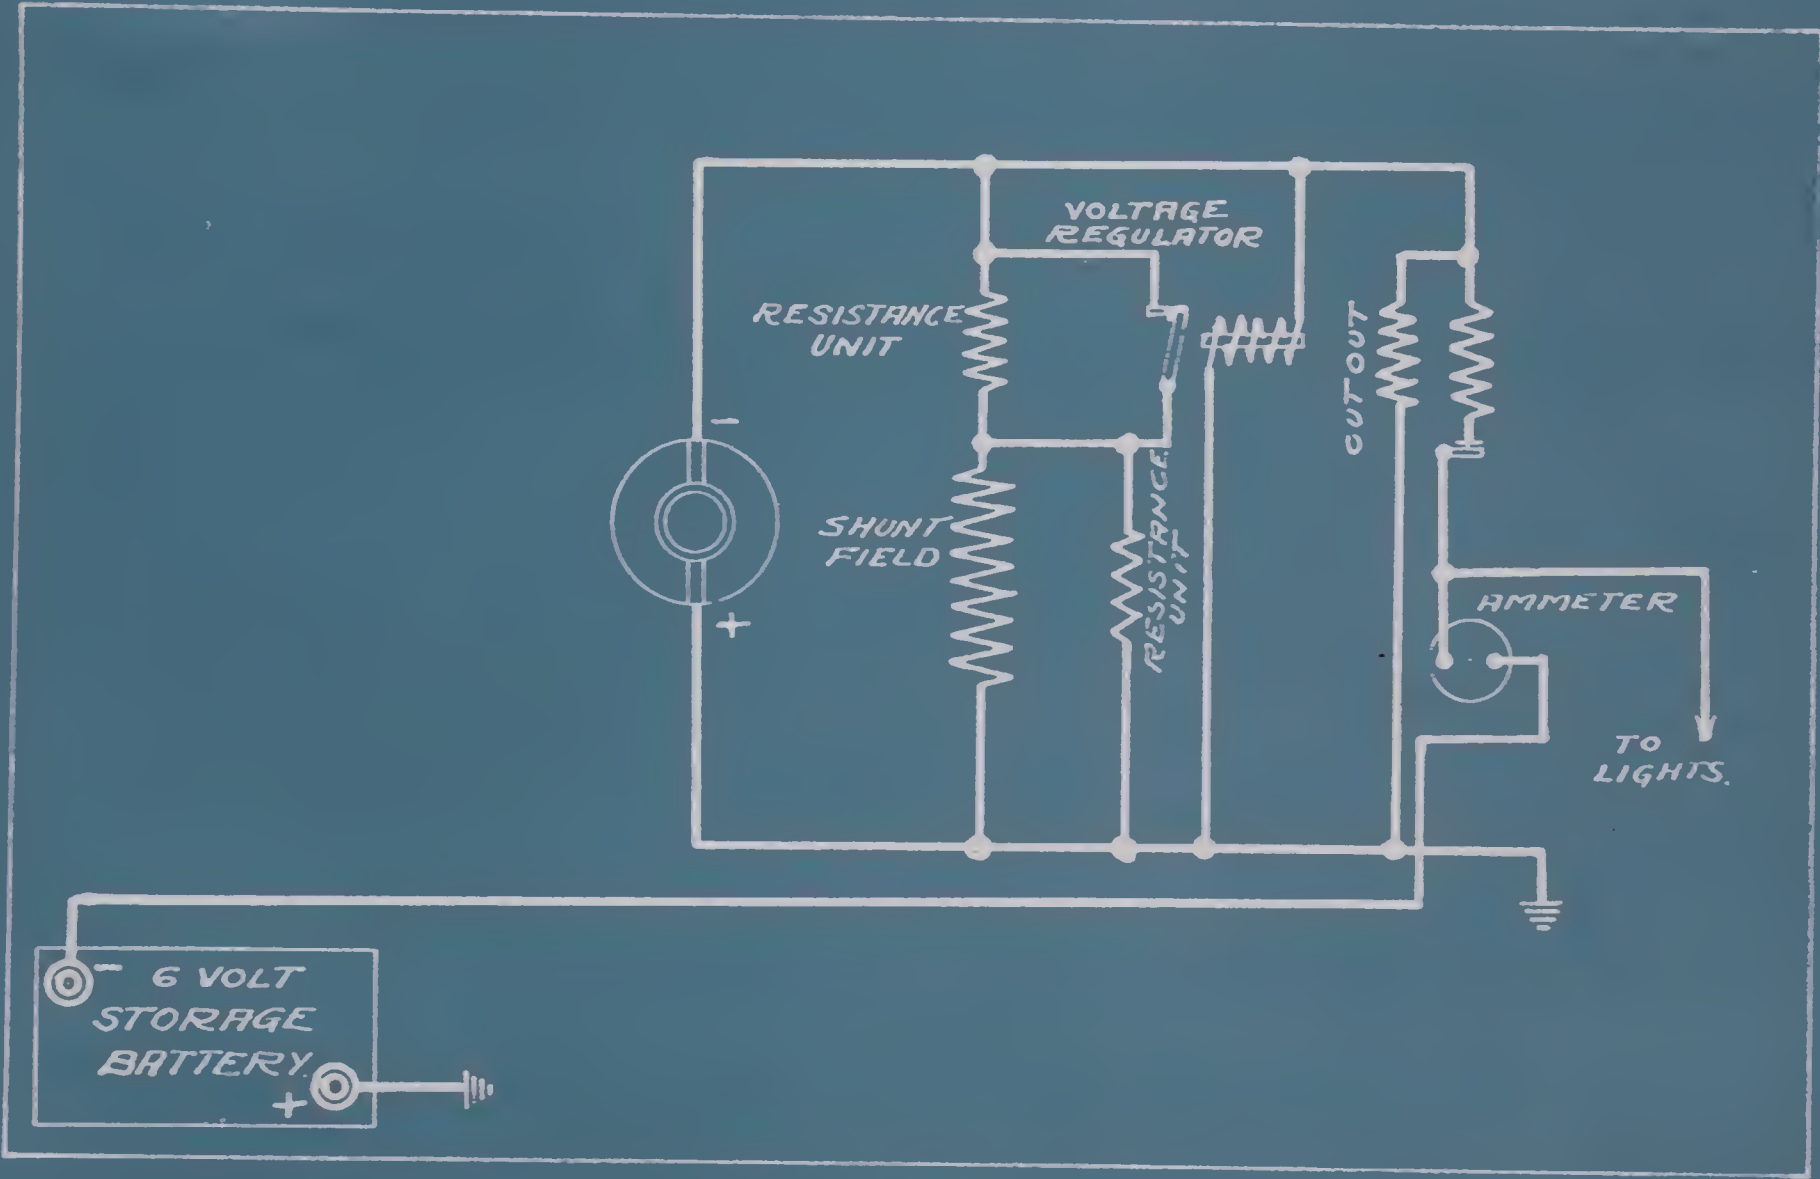 VOLTAGE
REGULATOR
RESISTANCE
UNIT
CUTOUT
-
SHUNT
FIELD
RESISTANCE
UNIT
+
AMMETER
TO
LIGHTS.
- 6 VOLT
STORAGE
BATTERY.
+